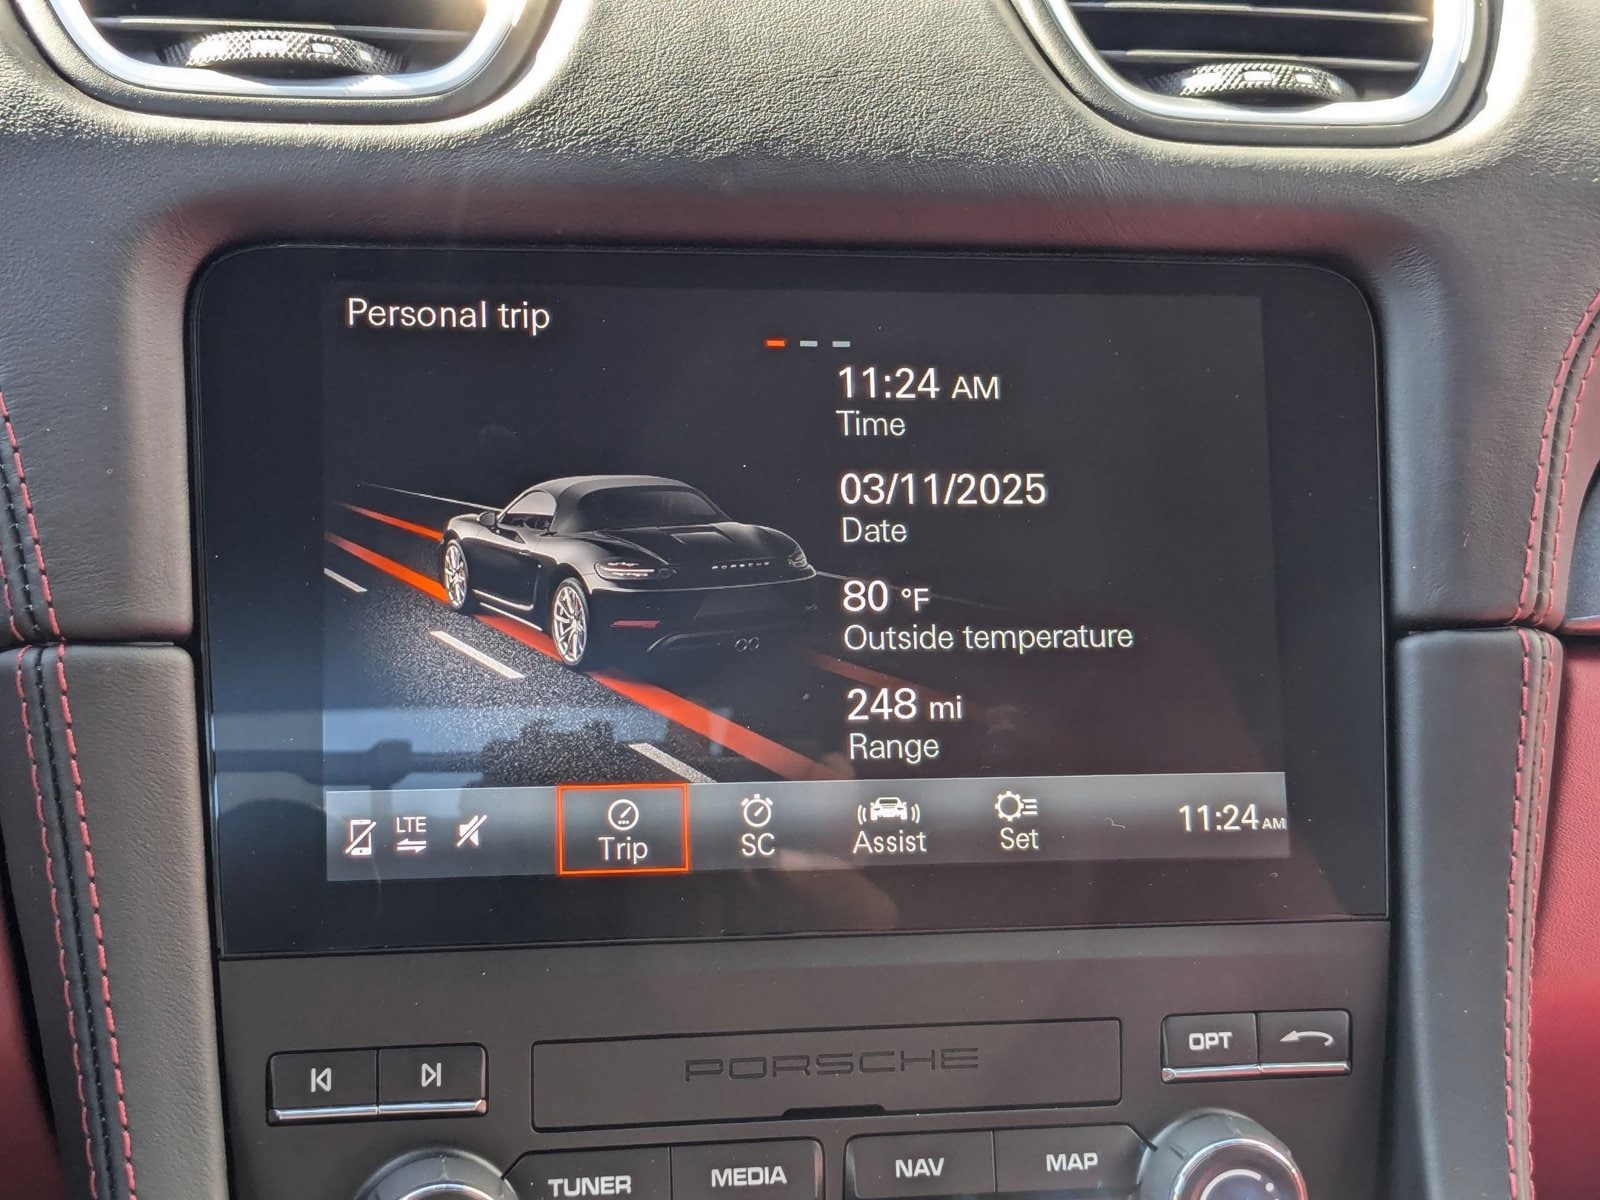 Personal trip
11:24 AM
Time
03/11/2025
Date
80 °F
Outside temperature
248 mi
Range
PORSCHE
LTE
Trip
SC
Assist
Set
11:24 AM
PORSCHE
OPT
TUNER
MEDIA
NAV
MAP